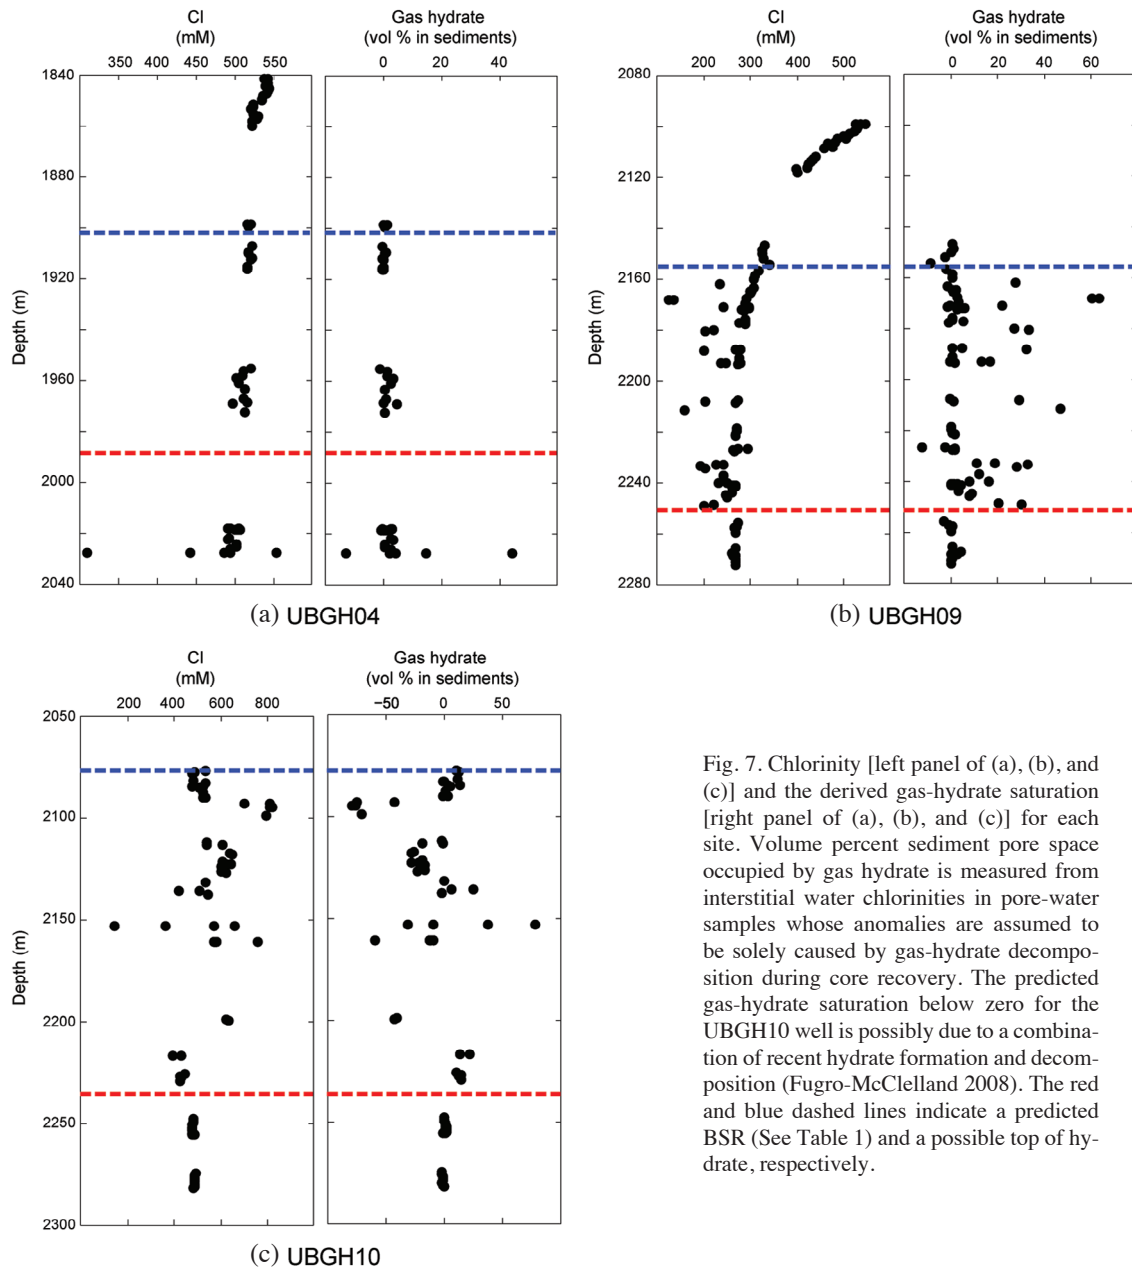 Cl
(mM)
Gas hydrate
(vol % in sediments)
350 400 450 500 550
0 20 40 60
1840
1880
1920
1960
2000
2040
Depth (m)
(a) UBGH04
Cl
(mM)
Gas hydrate
(vol % in sediments)
200 300 400 500
0 20 40 60
2080
2120
2160
2200
2240
2280
Depth (m)
(b) UBGH09
Cl
(mM)
Gas hydrate
(vol % in sediments)
200 400 600 800
−50 0 50
2050
2100
2150
2200
2250
2300
Depth (m)
(c) UBGH10
Fig. 7. Chlorinity [left panel of (a), (b), and
(c)] and the derived gas-hydrate saturation
[right panel of (a), (b), and (c)] for each
site. Volume percent sediment pore space
occupied by gas hydrate is measured from
interstitial water chlorinities in pore-water
samples whose anomalies are assumed to
be solely caused by gas-hydrate decompo-
sition during core recovery. The predicted
gas-hydrate saturation below zero for the
UBGH10 well is possibly due to a combina-
tion of recent hydrate formation and decom-
position (Fugro-McClelland 2008). The red
and blue dashed lines indicate a predicted
BSR (See Table 1) and a possible top of hy-
drate, respectively.